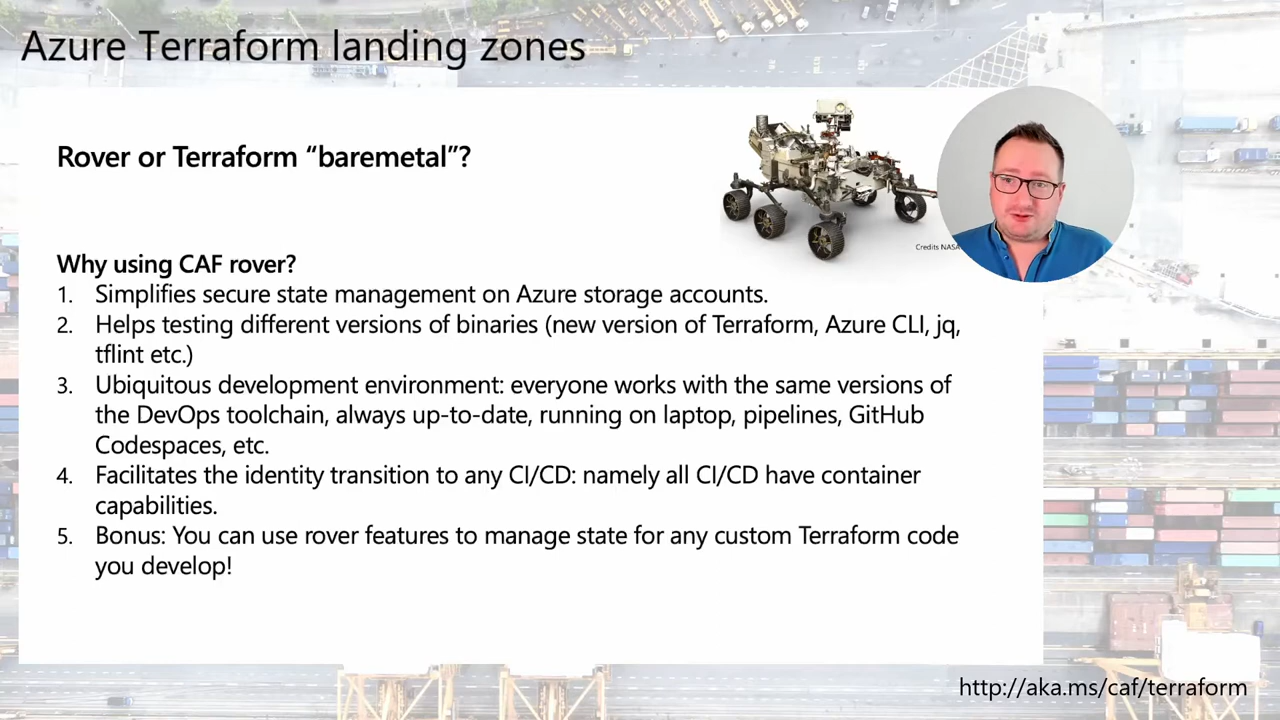 Azure Terraform landing zones
Rover or Terraform “baremetal”?
Credits NASA
Why using CAF rover?
1. Simplifies secure state management on Azure storage accounts.
2. Helps testing different versions of binaries (new version of Terraform, Azure CLI, jq,
tflint etc.)
3. Ubiquitous development environment: everyone works with the same versions of
the DevOps toolchain, always up-to-date, running on laptop, pipelines, GitHub
Codespaces, etc.
4. Facilitates the identity transition to any CI/CD: namely all CI/CD have container
capabilities.
5. Bonus: You can use rover features to manage state for any custom Terraform code
you develop!
http://aka.ms/caf/terraform